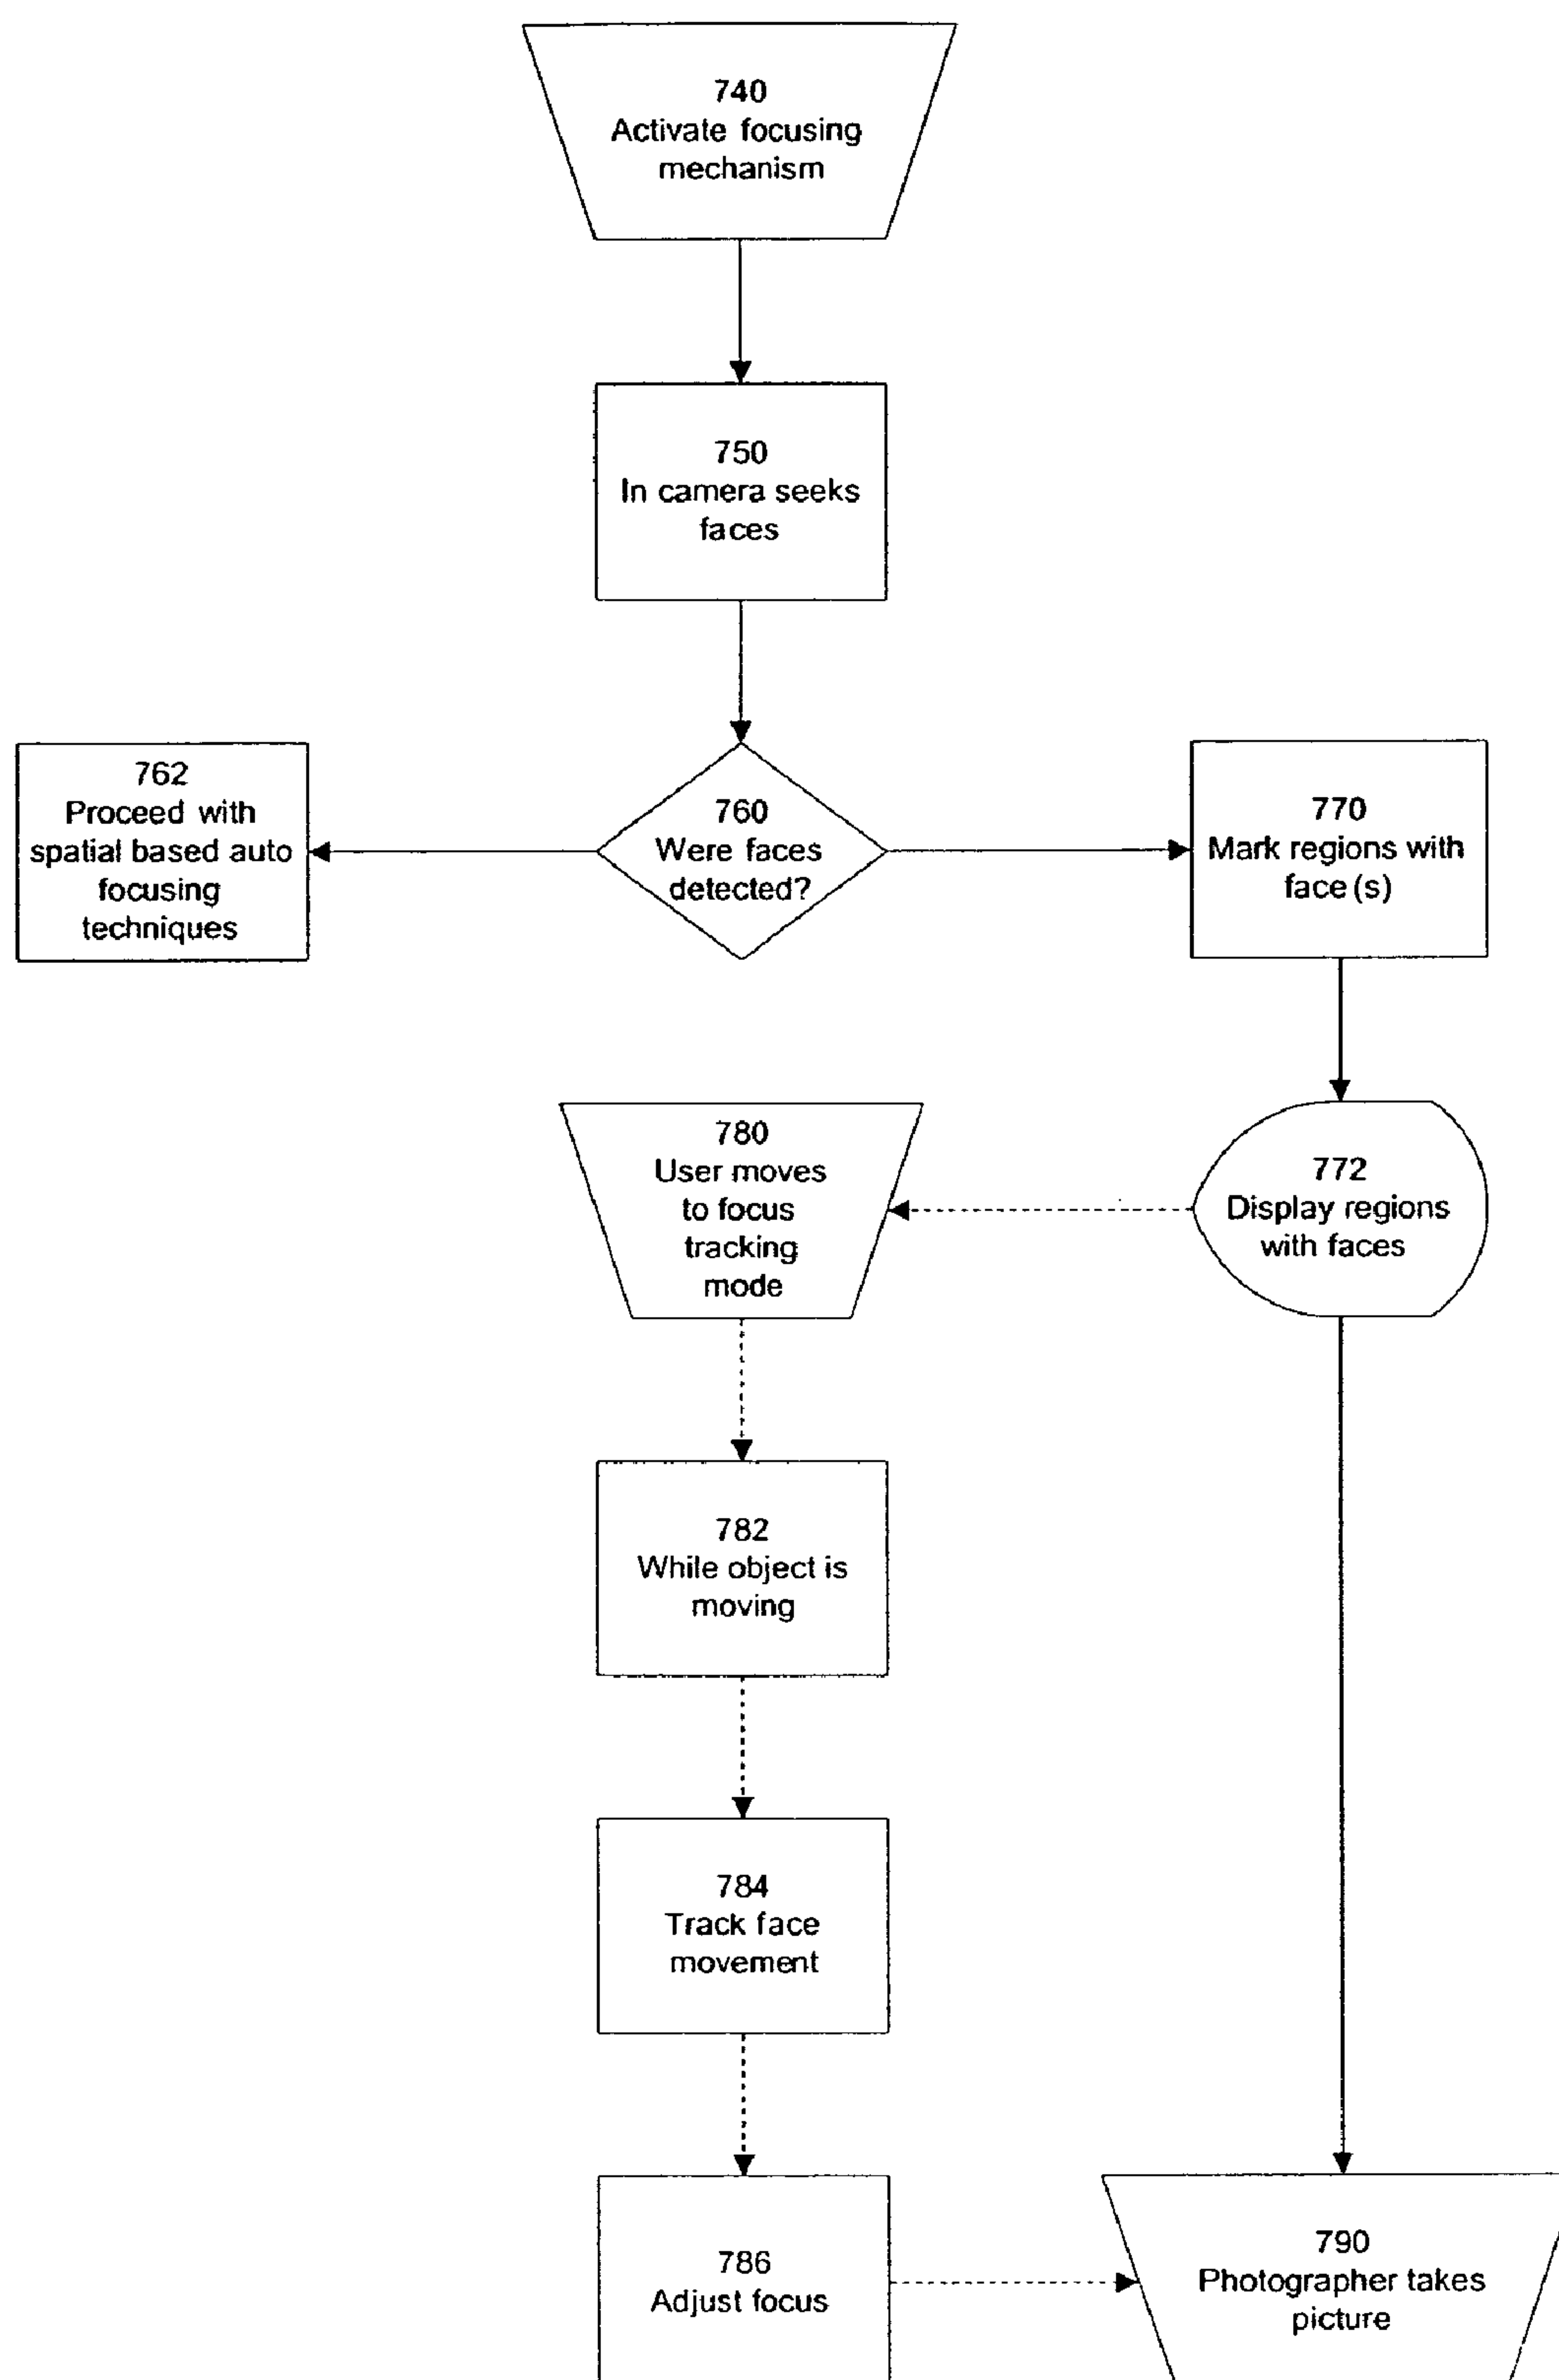 740
Activate focusing
mechanism
750
In camera seeks
faces
762
Proceed with
spatial based auto
focusing
techniques
760
Were faces
detected?
770
Mark regions with
face(s)
780
User moves
to focus
tracking
mode
772
Display regions
with faces
782
While object is
moving
784
Track face
movement
786
Adjust focus
790
Photographer takes
picture